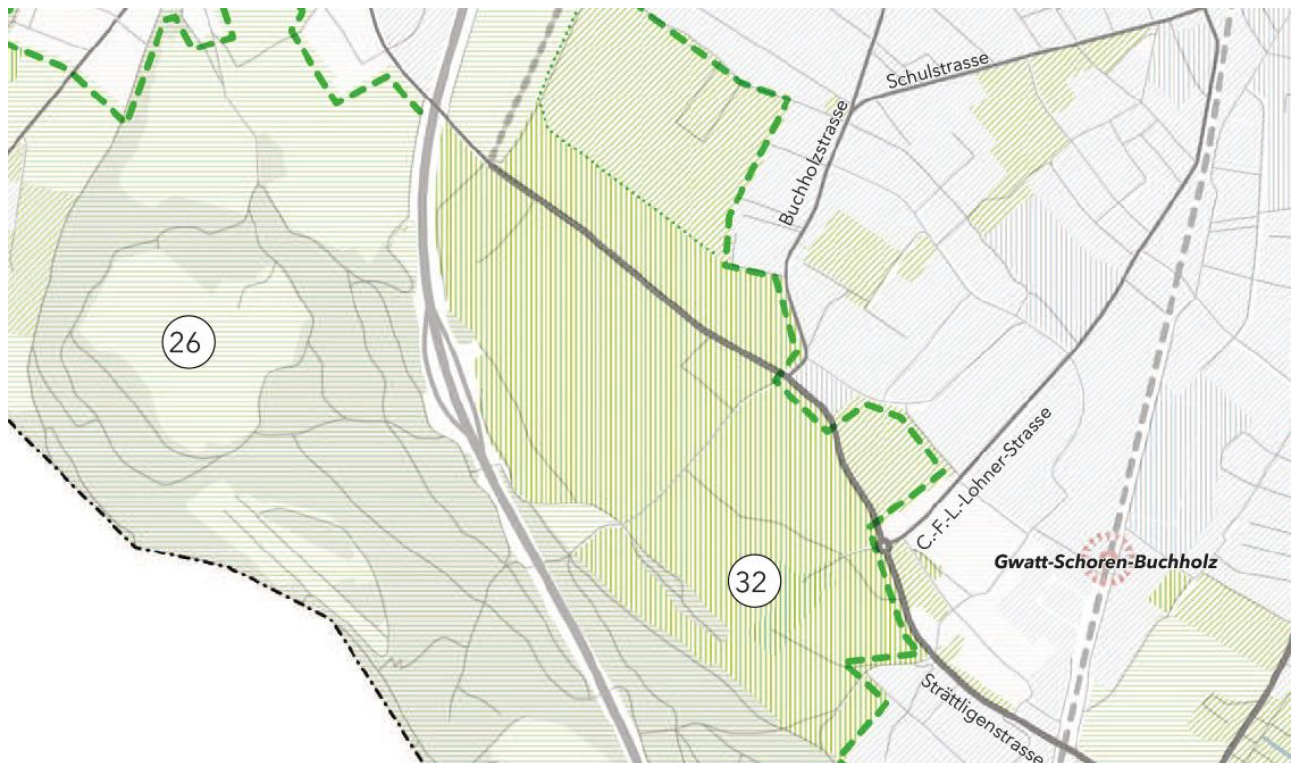 Schulstrasse
Buchholzstrasse
26
C.-F.-L.-Lohner-Strasse
Gwatt-Schoren-Buchholz
32
Strättligenstrasse